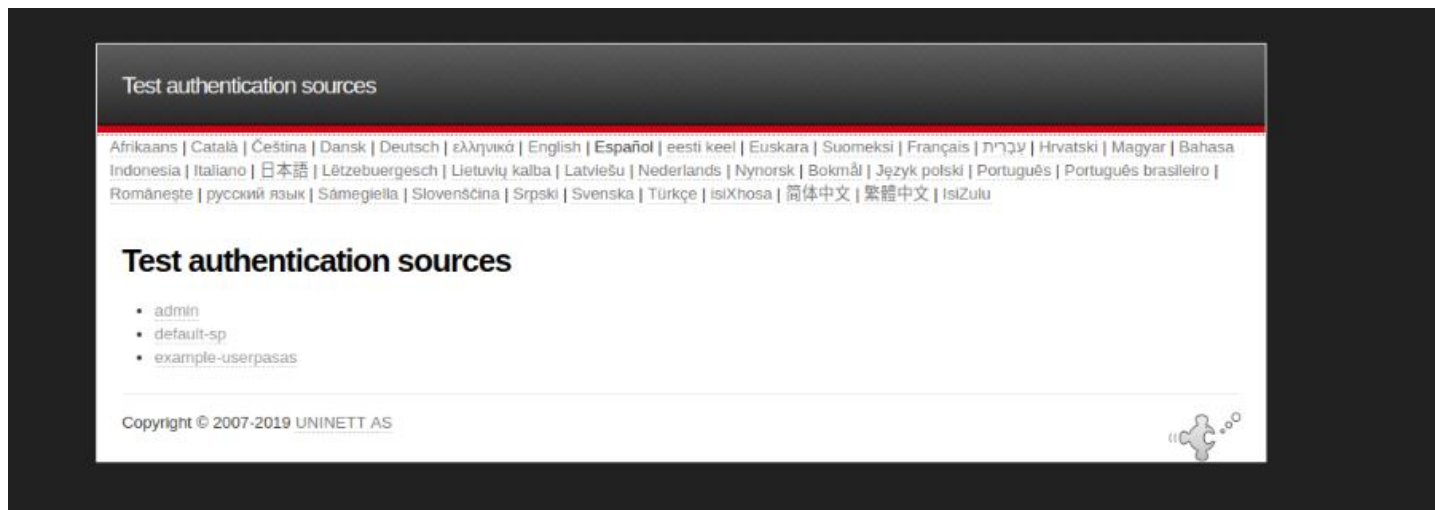 Test authentication sources
Afrikaans | Català | Čeština | Dansk | Deutsch | ελληνικά | English | Español | eesti keel | Euskara | Suomeksi | Français | עִבְרִית | Hrvatski | Magyar | Bahasa
Indonesia | Italiano | 日本語 | Lëtzebuergesch | Lietuvių kalba | Latviešu | Nederlands | Nynorsk | Bokmål | Język polski | Português | Português brasileiro |
Românește | русский язык | Sámegiella | Slovenščina | Srpski | Svenska | Türkçe | isiXhosa | 简体中文 | 繁體中文 | IsiZulu
Test authentication sources
• admin
• default-sp
• example-userpasas
Copyright © 2007-2019 UNINETT AS